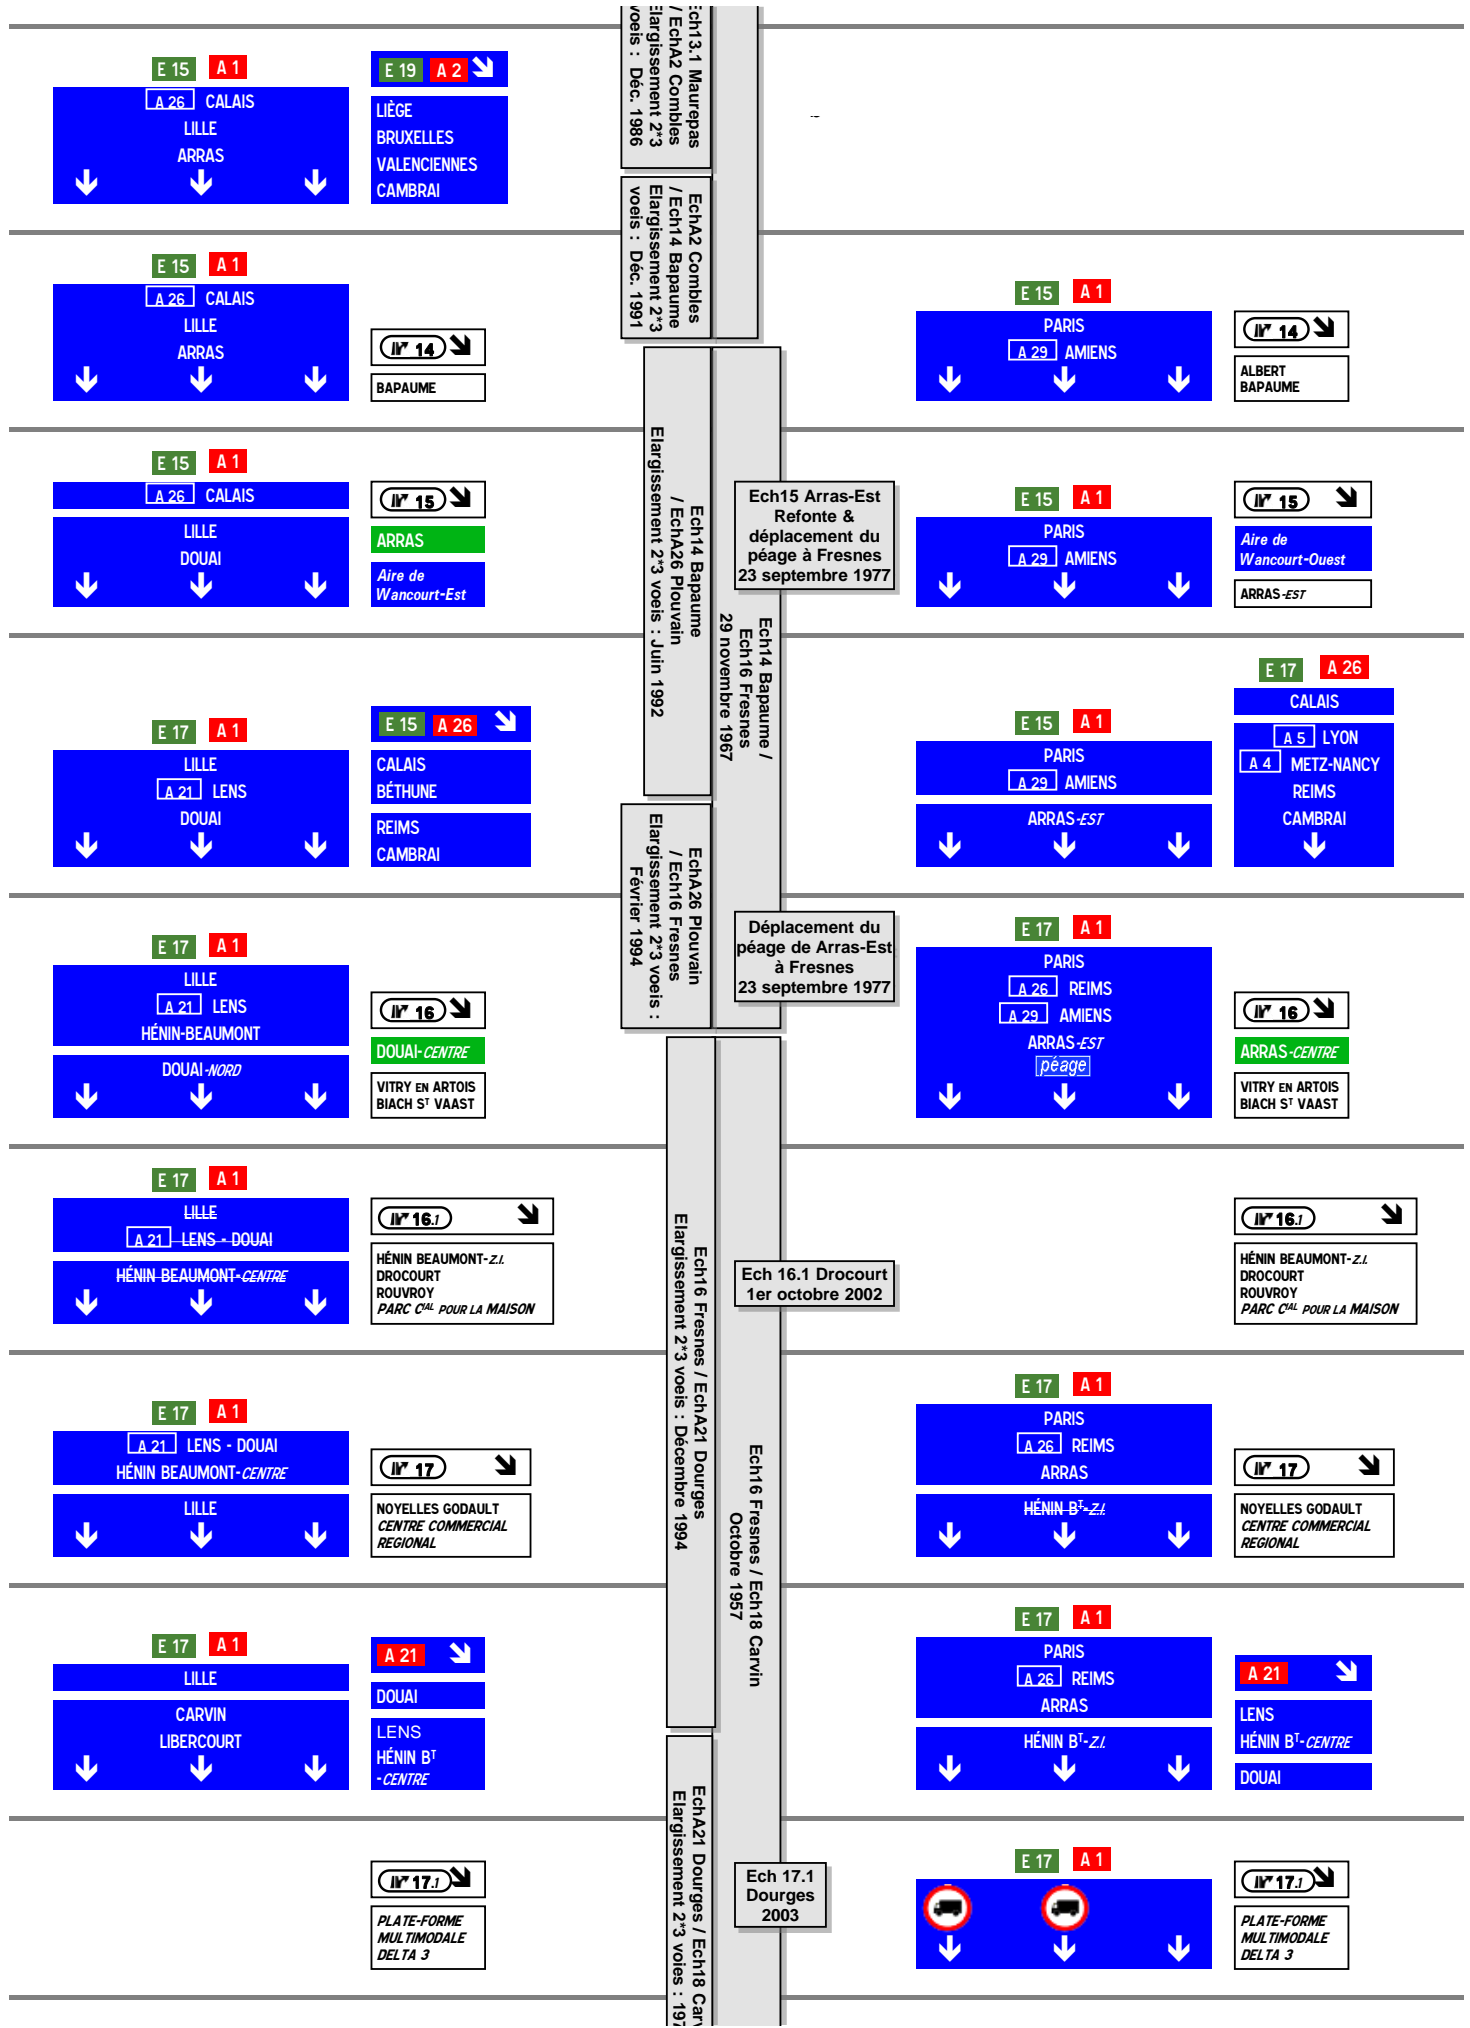 Ech13.1 Maurepas
/ EchA2 Combles
Elargissement 2*3
voeis : Déc. 1986
E 15 A 1
A 26 CALAIS
LILLE
ARRAS
E 19 A 2
LIÈGE
BRUXELLES
VALENCIENNES
CAMBRAI
EchA2 Combles
/ Ech14 Bapaume
Elargissement 2*3
voeis : Déc. 1991
E 15 A 1
A 26 CALAIS
LILLE
ARRAS
14
BAPAUME
E 15 A 1
PARIS
A 29 AMIENS
14
ALBERT
BAPAUME
Ech14 Bapaume
/ EchA26 Plouvain
Elargissement 2*3 voeis : Juin 1992
Ech14 Bapaume /
Ech16 Fresnes
29 novembre 1967
E 15 A 1
A 26 CALAIS
LILLE
DOUAI
15
ARRAS
Aire de
Wancourt-Est
Ech15 Arras-Est
Refonte &
déplacement du
péage à Fresnes
23 septembre 1977
E 15 A 1
PARIS
A 29 AMIENS
15
Aire de
Wancourt-Ouest
ARRAS-EST
E 17 A 1
LILLE
A 21 LENS
DOUAI
E 15 A 26
CALAIS
BÉTHUNE
REIMS
CAMBRAI
E 15 A 1
PARIS
A 29 AMIENS
ARRAS-EST
E 17 A 26
CALAIS
A 5 LYON
A 4 METZ-NANCY
REIMS
CAMBRAI
EchA26 Plouvain
/ Ech16 Fresnes
Elargissement 2*3 voeis :
Février 1994
E 17 A 1
LILLE
A 21 LENS
HÉNIN-BEAUMONT
DOUAI-NORD
16
DOUAI-CENTRE
VITRY EN ARTOIS
BIACH ST VAAST
Déplacement du
péage de Arras-Est
à Fresnes
23 septembre 1977
E 17 A 1
PARIS
A 26 REIMS
A 29 AMIENS
ARRAS-EST
péage
16
ARRAS-CENTRE
VITRY EN ARTOIS
BIACH ST VAAST
Ech16 Fresnes / EchA21 Dourges
Elargissement 2*3 voeis : Décembre 1994
Ech16 Fresnes / Ech18 Carvin
Octobre 1957
E 17 A 1
LILLE
A 21 LENS - DOUAI
HÉNIN BEAUMONT-CENTRE
16.1
HÉNIN BEAUMONT-Z.I.
DROCOURT
ROUVROY
PARC CIAL POUR LA MAISON
Ech 16.1 Drocourt
1er octobre 2002
16.1
HÉNIN BEAUMONT-Z.I.
DROCOURT
ROUVROY
PARC CIAL POUR LA MAISON
E 17 A 1
A 21 LENS - DOUAI
HÉNIN BEAUMONT-CENTRE
LILLE
17
NOYELLES GODAULT
CENTRE COMMERCIAL
REGIONAL
E 17 A 1
PARIS
A 26 REIMS
ARRAS
HÉNIN BT-Z.I.
17
NOYELLES GODAULT
CENTRE COMMERCIAL
REGIONAL
E 17 A 1
LILLE
CARVIN
LIBERCOURT
A 21
DOUAI
LENS
HÉNIN BT
-CENTRE
E 17 A 1
PARIS
A 26 REIMS
ARRAS
HÉNIN BT-Z.I.
A 21
LENS
HÉNIN BT-CENTRE
DOUAI
EchA21 Dourges / Ech18 Carv
Elargissement 2*3 voies : 197
17.1
PLATE-FORME
MULTIMODALE
DELTA 3
Ech 17.1
Dourges
2003
E 17 A 1
17.1
PLATE-FORME
MULTIMODALE
DELTA 3